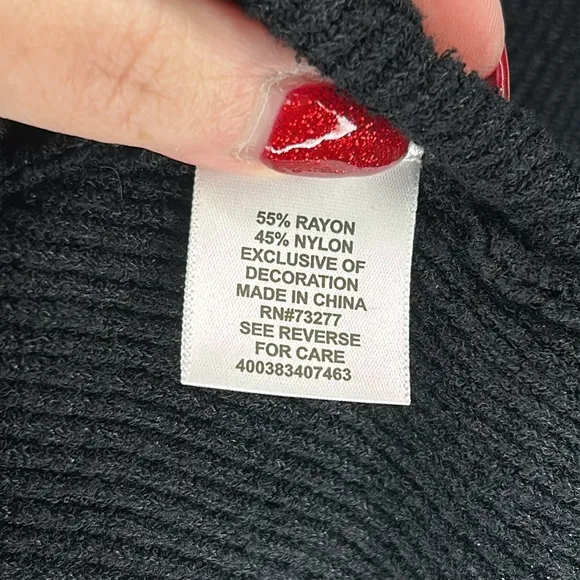 55% RAYON
45% NYLON
EXCLUSIVE OF
DECORATION
MADE IN CHINA
RN#73277
SEE REVERSE
FOR CARE
400383407463